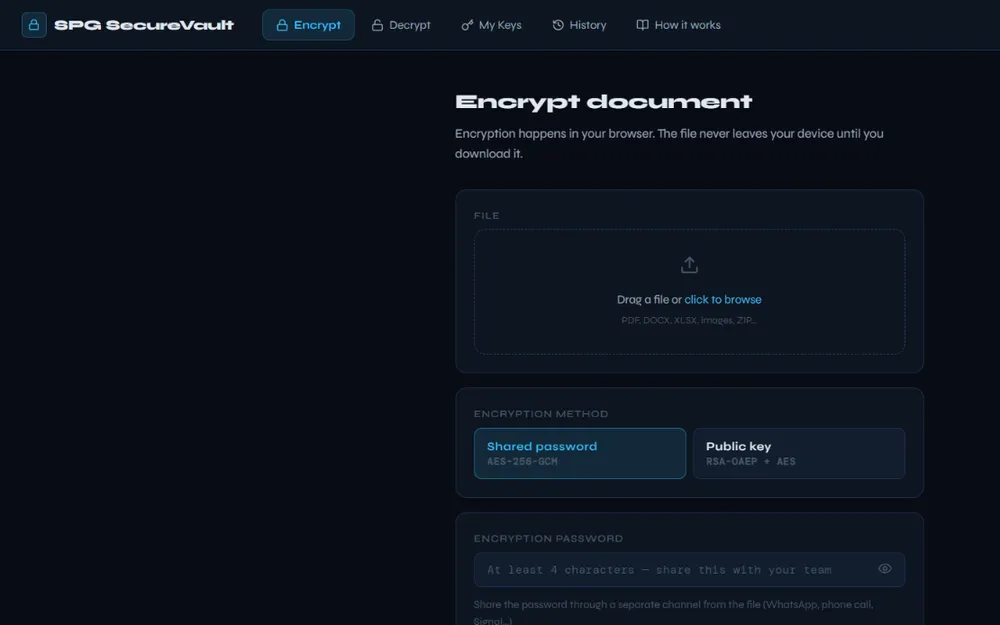 SPG SecureVault
Encrypt
Decrypt
My Keys
History
How it works
Encrypt document
Encryption happens in your browser. The file never leaves your device until you
download it.
FILE
Drag a file or click to browse
PDF, DOCX, XLSX, images, ZIP...
ENCRYPTION METHOD
Shared password
AES-256-GCM
Public key
RSA-OAEP + AES
ENCRYPTION PASSWORD
At least 4 characters — share this with your team
Share the password through a separate channel from the file (WhatsApp, phone call,
Signal...)